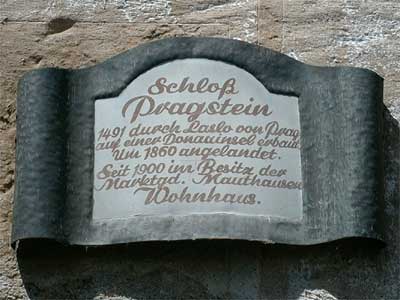 Schloß
Pragstein
1491 durch Laslo von Prag
auf einer Donauinsel erbaut.
Um 1860 angelandet.
Seit 1900 im Besitz der
Marktgd. Mauthausen
Wohnhaus.